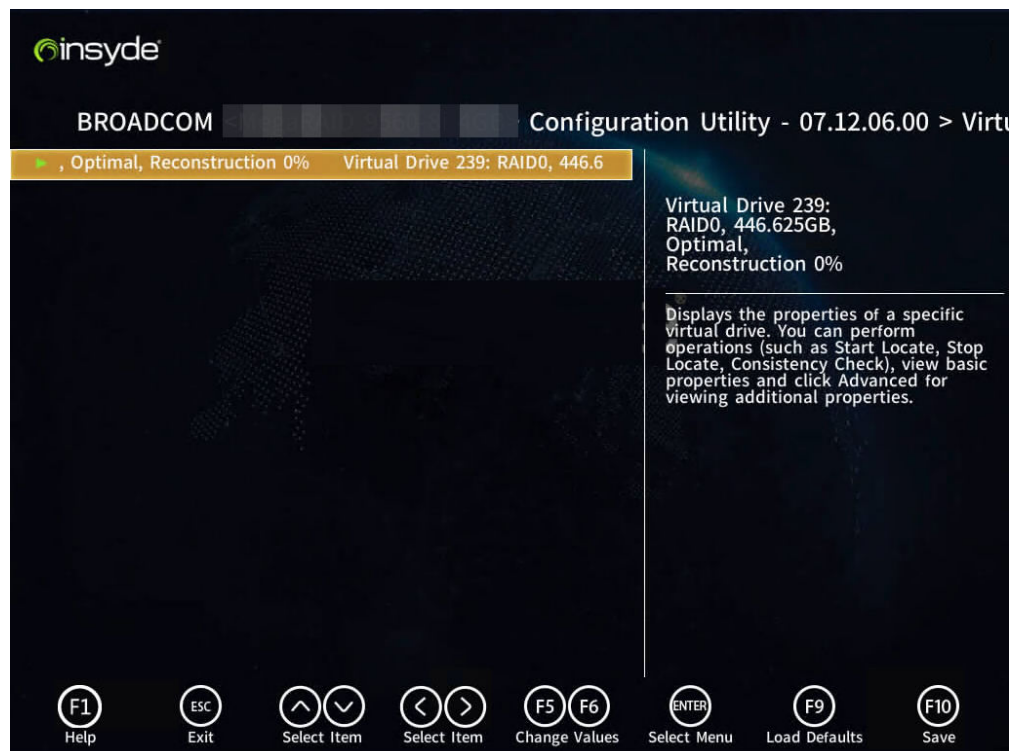 insyde
BROADCOM Configuration Utility - 07.12.06.00 > Virtu
, Optimal, Reconstruction 0% Virtual Drive 239: RAID0, 446.6
Virtual Drive 239:
RAID0, 446.625GB,
Optimal,
Reconstruction 0%
Displays the properties of a specific
virtual drive. You can perform
operations (such as Start Locate, Stop
Locate, Consistency Check), view basic
properties and click Advanced for
viewing additional properties.
F1 ESC F5 F6 ENTER F9 F10
Help Exit Select Item Select Item Change Values Select Menu Load Defaults Save